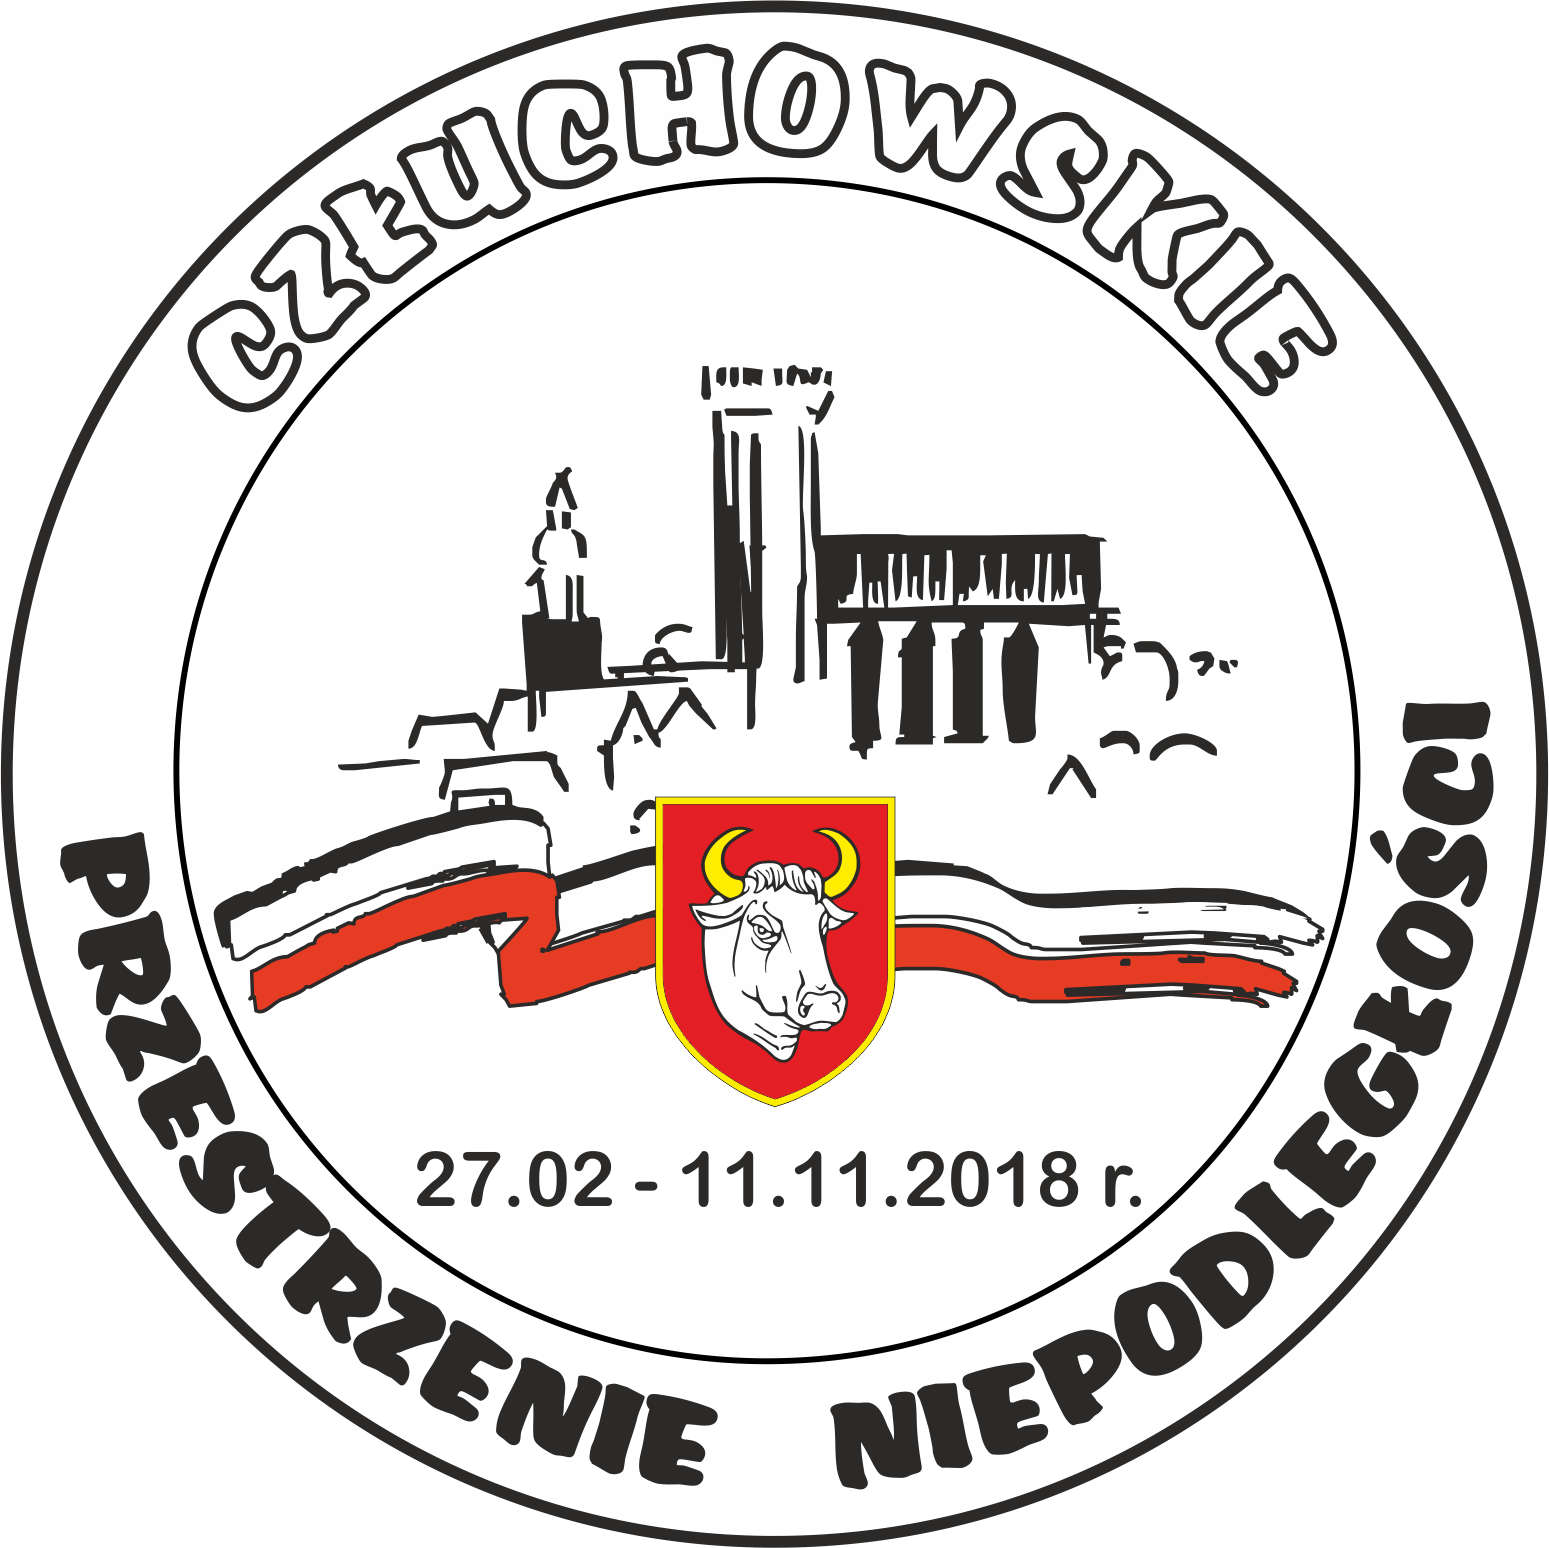 CZŁUCHOWSKIE
27.02 - 11.11.2018 r.
PRZESTRZENIE NIEPODLEGŁOŚCI